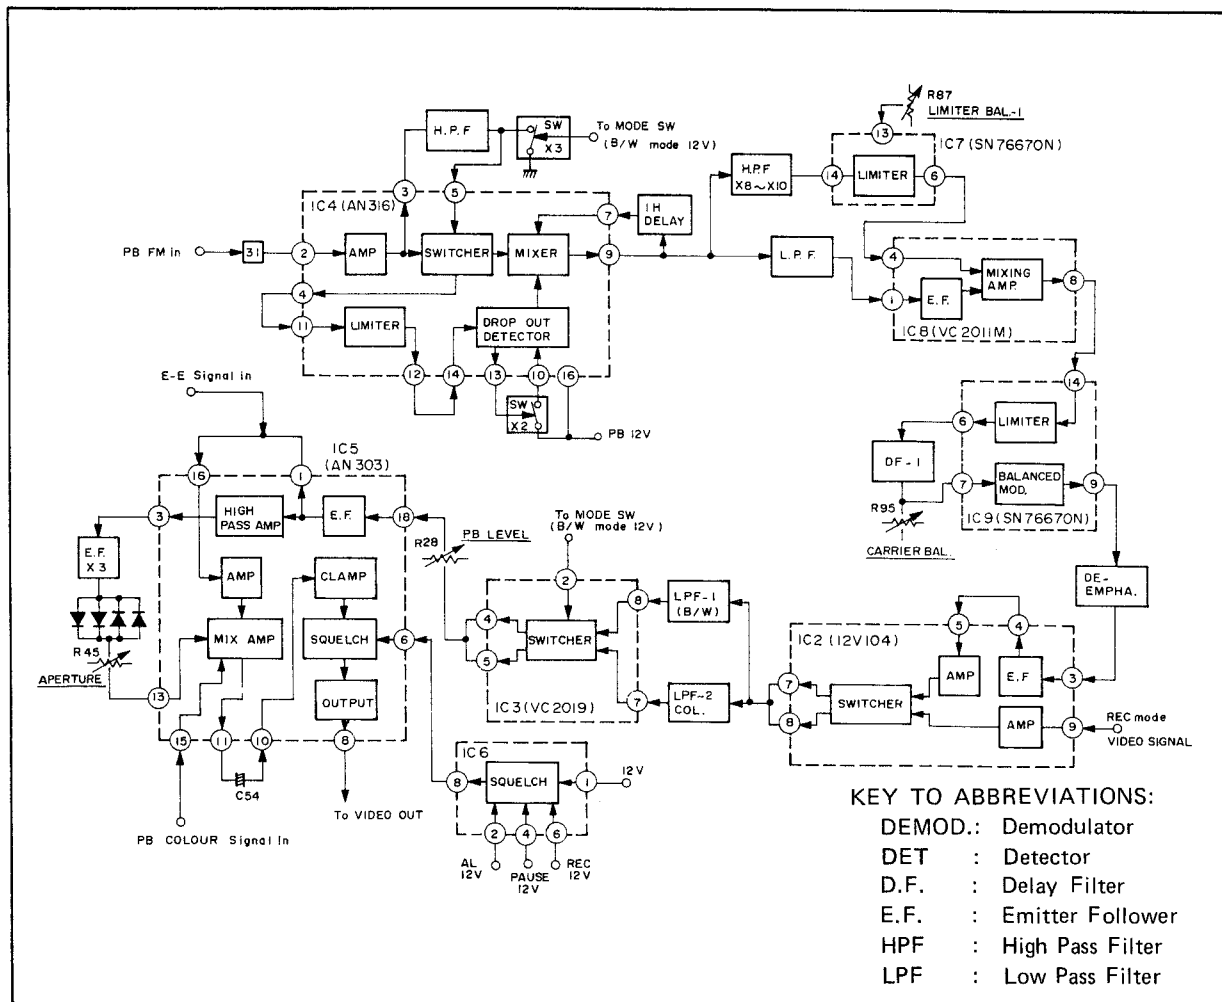 R87
LIMITER BAL.-1
H.P.F
SW
X3
To MODE SW
(B/W mode 12V)
13
IC7 (SN76670N)
H.P.F
X8~X10
14
LIMITER
6
3
5
IC4 (AN316)
7
1H
DELAY
PB FM in
31
2
AMP
SWITCHER
MIXER
9
L.P.F.
4
MIXING
AMP.
8
1
E.F.
IC8 (VC2011M)
4
11
LIMITER
DROP OUT
DETECTOR
12
14
13
10
16
SW
X2
PB 12V
E-E Signal in
14
6
LIMITER
DF-1
7
BALANCED
MOD.
9
R95
IC9 (SN76670N)
CARRIER BAL.
IC5
(AN303)
16
1
3
HIGH
PASS AMP
E.F.
18
R28
PB LEVEL
To MODE SW
(B/W mode 12V)
E.F.
X3
AMP
CLAMP
2
DE-
EMPHA.
MIX AMP
SQUELCH
6
4
SWITCHER
8
LPF-1
(B/W)
5
IC3 (VC2019)
7
LPF-2
COL.
R45
APERTURE
13
OUTPUT
15
11
10
8
C54
IC2 (12V104)
5
4
AMP
E.F
3
7
SWITCHER
8
AMP
9
REC mode
VIDEO SIGNAL
IC6
8
SQUELCH
1
12V
2
4
6
AL
12V
PAUSE
12V
REC
12V
To VIDEO OUT
PB COLOUR Signal in
KEY TO ABBREVIATIONS:
DEMOD.: Demodulator
DET : Detector
D.F. : Delay Filter
E.F. : Emitter Follower
HPF : High Pass Filter
LPF : Low Pass Filter